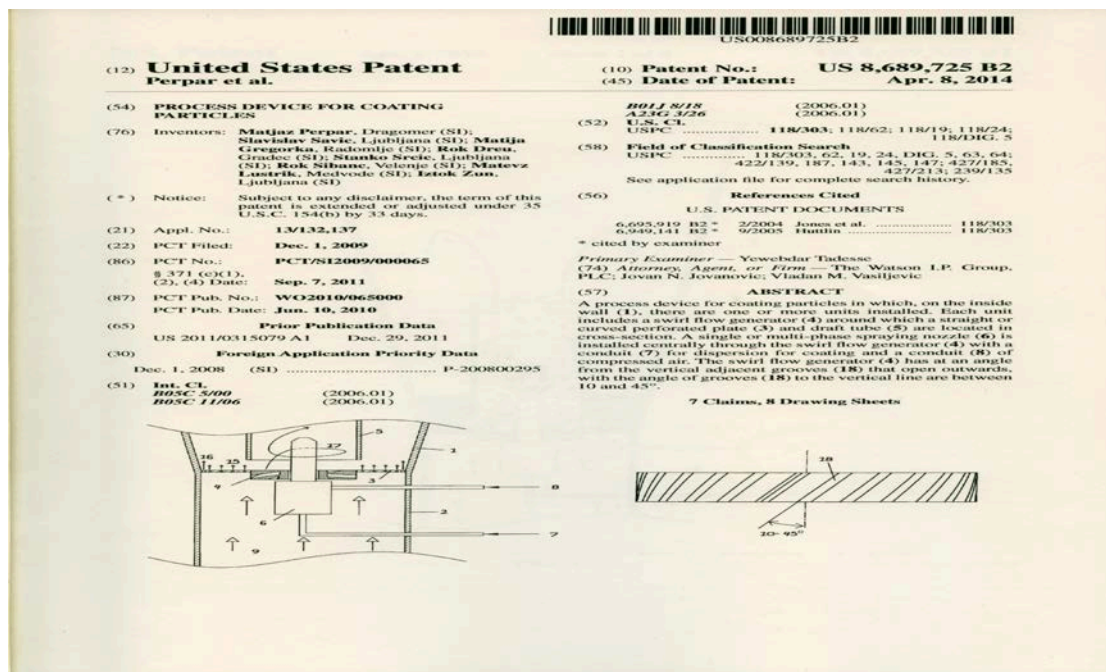 US008689725B2
(12) United States Patent
Perpar et al.
(10) Patent No.: US 8,689,725 B2
(45) Date of Patent: Apr. 8, 2014
(54) PROCESS DEVICE FOR COATING
PARTICLES
(76) Inventors: Matjaz Perpar, Dragomer (SI);
Slavislav Savic, Ljubljana (SI); Matija
Gregorka, Radomlje (SI); Rok Dreu,
Gradec (SI); Stanko Srcic, Ljubljana
(SI); Rok Sibanc, Velenje (SI); Matevz
Lustrik, Medvode (SI); Iztok Zun,
Ljubljana (SI)
(*) Notice: Subject to any disclaimer, the term of this
patent is extended or adjusted under 35
U.S.C. 154(b) by 33 days.
(21) Appl. No.: 13/132,137
(22) PCT Filed: Dec. 1, 2009
(86) PCT No.: PCT/SI2009/000065
§ 371 (c)(1),
(2), (4) Date: Sep. 7, 2011
(87) PCT Pub. No.: WO2010/065000
PCT Pub. Date: Jun. 10, 2010
(65) Prior Publication Data
US 2011/0315079 A1 Dec. 29, 2011
(30) Foreign Application Priority Data
Dec. 1, 2008 (SI) ................................ P-200800295
(51) Int. Cl.
B05C 5/00 (2006.01)
B05C 11/06 (2006.01)
B01J 8/18 (2006.01)
A23G 3/26 (2006.01)
(52) U.S. Cl.
USPC ................ 118/303; 118/62; 118/19; 118/24;
118/DIG. 5
(58) Field of Classification Search
USPC ............ 118/303, 62, 19, 24, DIG. 5, 63, 64;
422/139, 187, 143, 145, 147; 427/185,
427/213; 239/135
See application file for complete search history.
(56) References Cited
U.S. PATENT DOCUMENTS
6,695,919 B2 * 2/2004 Jones et al. .................. 118/303
6,949,141 B2 * 9/2005 Huttlin ........................ 118/303
* cited by examiner
Primary Examiner — Yewebdar Tadesse
(74) Attorney, Agent, or Firm — The Watson I.P. Group,
PLC; Jovan N. Jovanovic; Vladan M. Vasiljevic
(57) ABSTRACT
A process device for coating particles in which, on the inside
wall (1), there are one or more units installed. Each unit
includes a swirl flow generator (4) around which a straight or
curved perforated plate (3) and draft tube (5) are located in
cross-section. A single or multi-phase spraying nozzle (6) is
installed centrally through the swirl flow generator (4) with a
conduit (7) for dispersion for coating and a conduit (8) of
compressed air. The swirl flow generator (4) has at an angle
from the vertical adjacent grooves (18) that open outwards,
with the angle of grooves (18) to the vertical line are between
10 and 45°.
7 Claims, 8 Drawing Sheets
16 15 17 5 1
4 3
8
6 2
7
9
18
10-45°